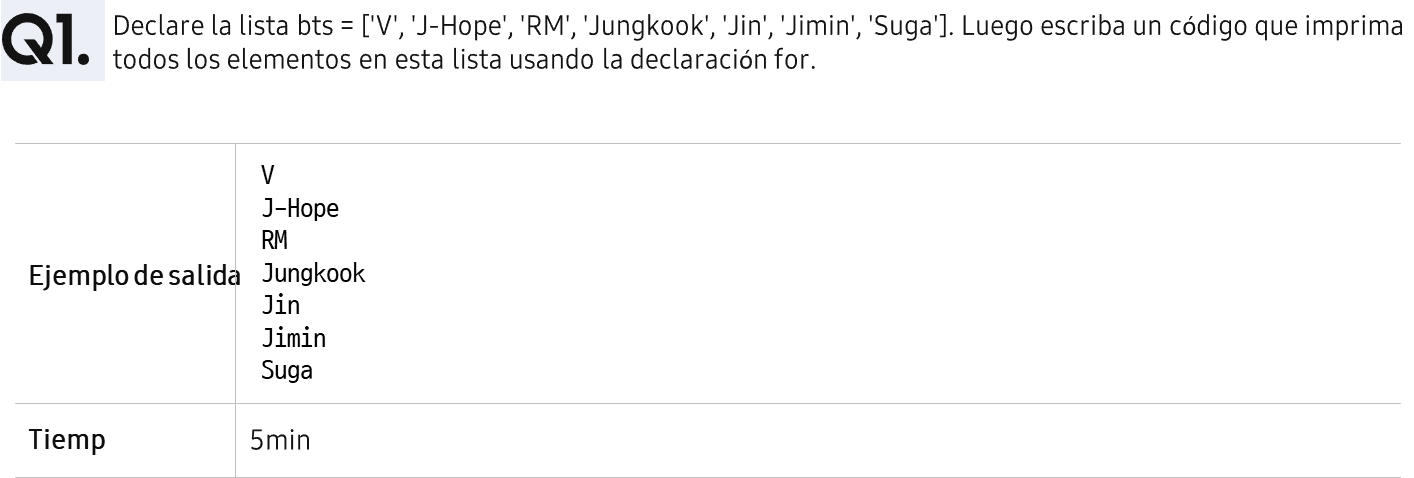 Q1.
Declare la lista bts = ['V', 'J-Hope', 'RM', 'Jungkook', 'Jin', 'Jimin', 'Suga']. Luego escriba un código que imprima
todos los elementos en esta lista usando la declaración for.
Ejemplo de salida
V
J-Hope
RM
Jungkook
Jin
Jimin
Suga
Tiemp
5min